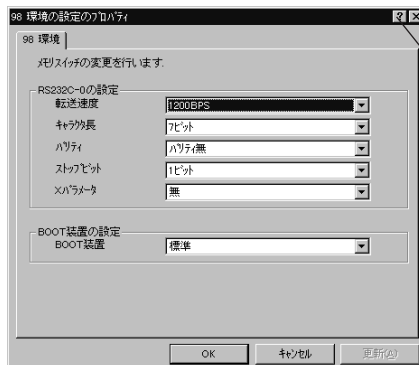 98 環境の設定のﾌﾟﾛﾊﾟﾃｨ
98 環境
ﾒﾓﾘｽｲｯﾁの変更を行います.
RS232C-0の設定
転送速度 1200BPS
ｷｬﾗｸﾀ長 7ﾋﾞｯﾄ
ﾊﾟﾘﾃｨ ﾊﾟﾘﾃｨ無
ｽﾄｯﾌﾟﾋﾞｯﾄ 1ﾋﾞｯﾄ
Xﾊﾟﾗﾒｰﾀ 無
BOOT装置の設定
BOOT装置 標準
OK ｷｬﾝｾﾙ 更新(A)